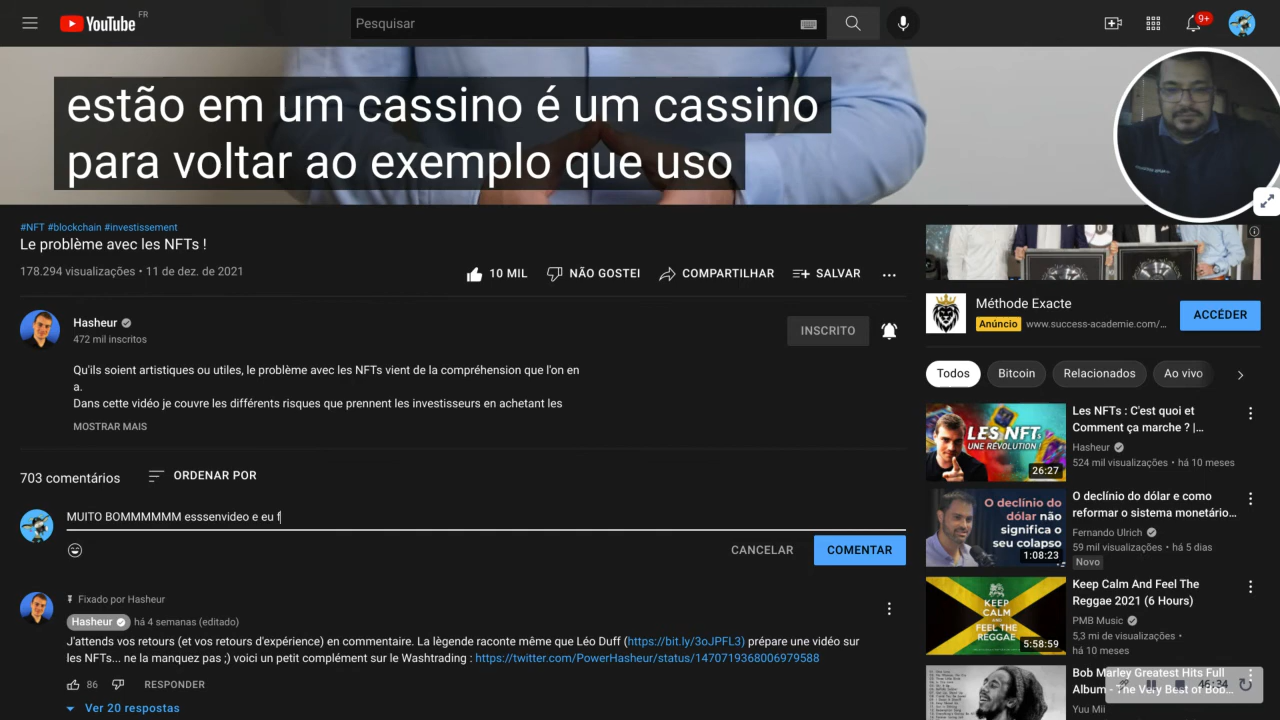 YouTube FR
Pesquisar
9+
estão em um cassino é um cassino
para voltar ao exemplo que uso
#NFT #blockchain #investissement
Le problème avec les NFTs !
178.294 visualizações • 11 de dez. de 2021
10 MIL NÃO GOSTEI COMPARTILHAR SALVAR
Hasheur
472 mil inscritos
INSCRITO
Qu'ils soient artistiques ou utiles, le problème avec les NFTs vient de la compréhension que l'on en
a.
Dans cette vidéo je couvre les différents risques que prennent les investisseurs en achetant les
MOSTRAR MAIS
703 comentários ORDENAR POR
MUITO BOMMMMMM esssenvideo e eu f
CANCELAR COMENTAR
Fixado por Hasheur
Hasheur há 4 semanas (editado)
J'attends vos retours (et vos retours d'expérience) en commentaire. La lègende raconte même que Léo Duff (https://bit.ly/3oJPFL3) prépare une vidéo sur
les NFTs... ne la manquez pas ;) voici un petit complément sur le Washtrading : https://twitter.com/PowerHasheur/status/1470719368006979588
86 RESPONDER
Ver 20 respostas
Méthode Exacte
Anúncio www.success-academie.com/...
ACCÉDER
Todos Bitcoin Relacionados Ao vivo
LES NFTs
UNE RÉVOLUTION !
26:27
Les NFTs : C'est quoi et
Comment ça marche ? |...
Hasheur
524 mil visualizações • há 10 meses
O declínio do
dólar não
significa o
seu colapso
1:08:23
O declínio do dólar e como
reformar o sistema monetário...
Fernando Ulrich
59 mil visualizações • há 5 dias
Novo
KEEP
CALM
AND
FEEL THE
REGGAE
5:58:59
Keep Calm And Feel The
Reggae 2021 (6 Hours)
PMB Music
5,3 mi de visualizações •
há 10 meses
Bob Marley Greatest Hits Full
Album - The Very Best of Bob...
Yuu Mii